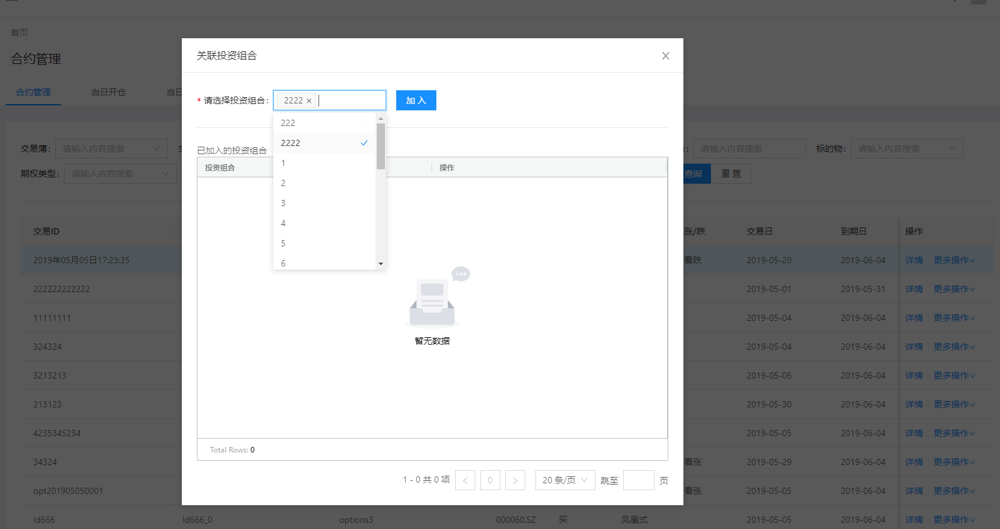 首页
合约管理
合约管理 当日开仓 当日
交易簿: 请输入内容搜索
请输入内容搜索 标的物: 请输入内容搜索
期权类型: 请输入内容搜索
查询 重 置
关联投资组合
* 请选择投资组合: 2222 加 入
222
2222
1
2
3
4
5
6
已加入的投资组合
投资组合 操作
暂无数据
Total Rows: 0
1 - 0 共 0 项 0 20 条/页 跳至 页
交易ID 涨/跌 交易日 到期日 操作
2019年05月05日17:23:35 看跌 2019-05-20 2019-06-04 详情 更多操作
222222222222 2019-05-01 2019-05-31 详情 更多操作
11111111 2019-05-04 2019-06-04 详情 更多操作
324324 2019-05-04 2019-06-04 详情 更多操作
3213213 2019-05-06 2019-06-04 详情 更多操作
213123 2019-05-30 2019-06-04 详情 更多操作
4235345234 2019-05-05 2019-06-04 详情 更多操作
34324 看涨 2019-05-29 2019-06-04 详情 更多操作
opt201905050001 看涨 2019-05-05 2019-06-04 详情 更多操作
ld666 ld666_0 options3 000060.SZ 买 凤凰式 2019-05-05 2019-06-04 详情 更多操作